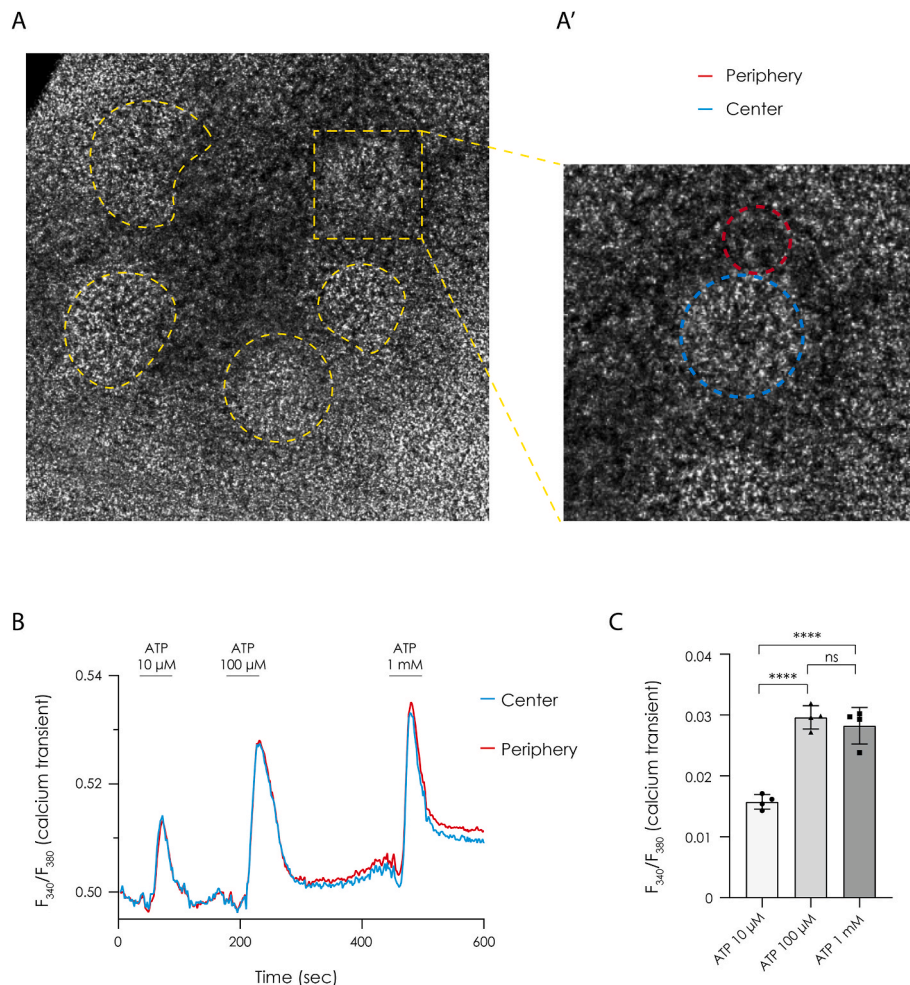 A
A'
Periphery
Center
B
ATP
10 µM
ATP
100 µM
ATP
1 mM
0.54
0.52
0.50
F340/F380 (calcium transient)
0
200
400
600
Time (sec)
Center
Periphery
C
****
****
ns
0.04
0.03
0.02
0.01
0
F340/F380 (calcium transient)
ATP 10 µM
ATP 100 µM
ATP 1 mM